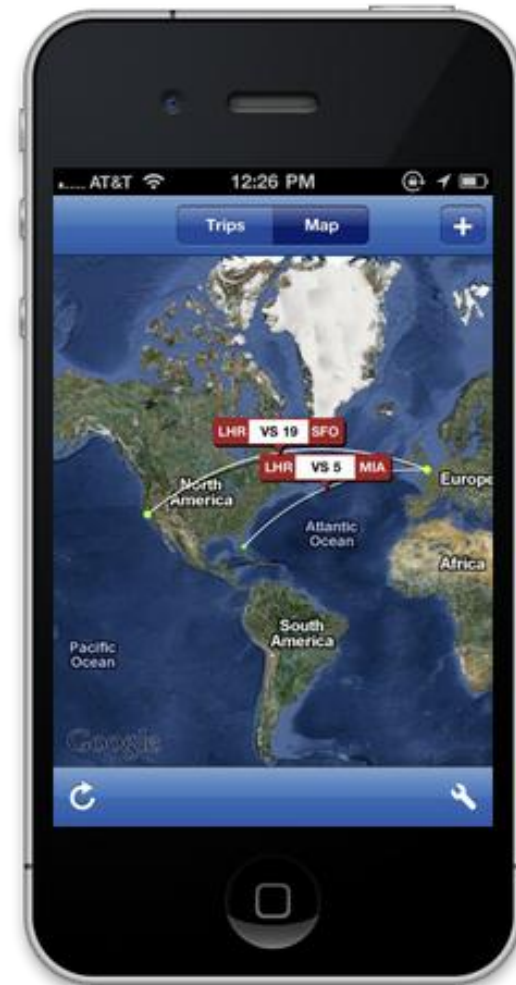 AT&T 12:26 PM
Trips Map +
LHR VS 19 SFO
LHR VS 5 MIA
North
America
Europe
Atlantic
Ocean
Africa
South
America
Pacific
Ocean
Google